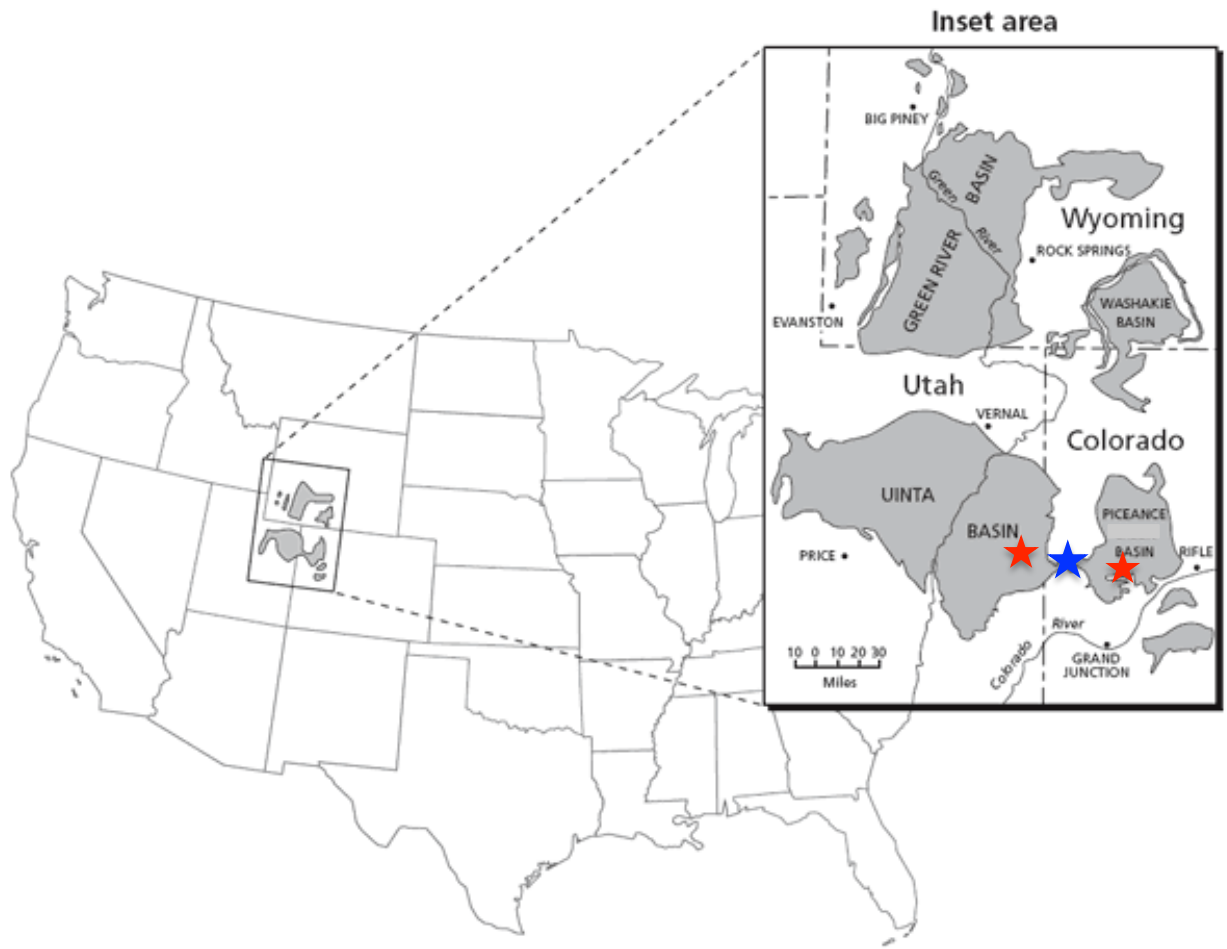 Inset area
BIG PINEY
Green
BASIN
GREEN RIVER
River
Wyoming
ROCK SPRINGS
EVANSTON
WASHAKIE
BASIN
Utah
VERNAL
Colorado
UINTA
BASIN
PICEANCE
BASIN
PRICE
RIFLE
10 0 10 20 30
Miles
Colorado
River
GRAND
JUNCTION